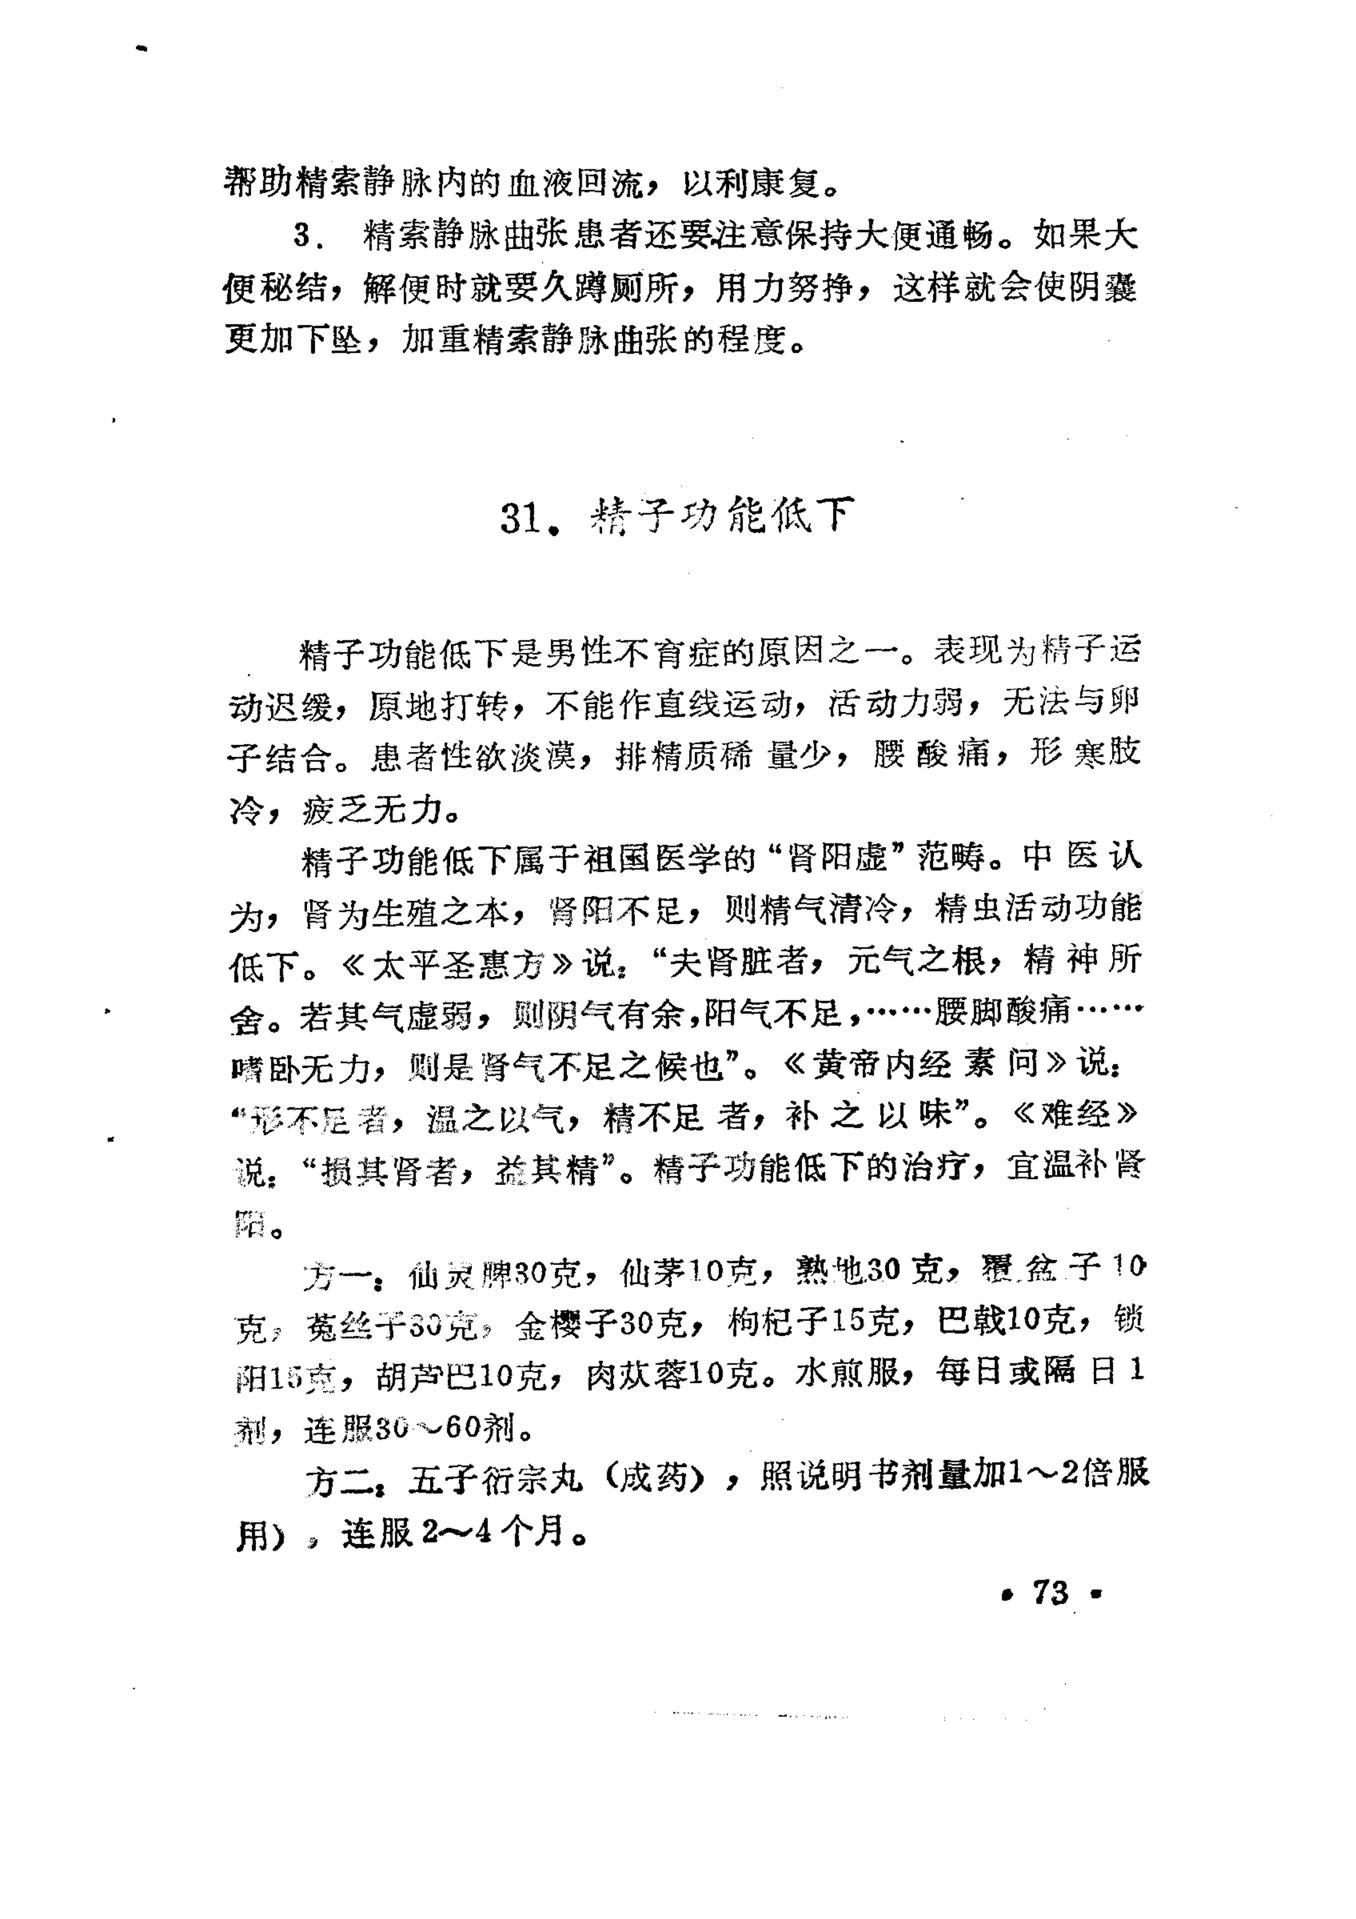 帮助精索静脉内的血液回流，以利康复。
3． 精索静脉曲张患者还要注意保持大便通畅。如果大
便秘结，解便时就要久蹲厕所，用力努挣，这样就会使阴囊
更加下坠，加重精索静脉曲张的程度。
31．精子功能低下
精子功能低下是男性不育症的原因之一。表现为精子运
动迟缓，原地打转，不能作直线运动，活动力弱，无法与卵
子结合。患者性欲淡漠，排精质稀量少，腰酸痛，形寒肢
冷，疲乏无力。
精子功能低下属于祖国医学的“肾阳虚”范畴。中医认
为，肾为生殖之本，肾阳不足，则精气清冷，精虫活动功能
低下。《太平圣惠方》说：“夫肾脏者，元气之根，精神所
舍。若其气虚弱，则阴气有余，阳气不足，……腰脚酸痛……
嗜卧无力，则是肾气不足之候也”。《黄帝内经素问》说：
“形不足者，温之以气，精不足者，补之以味”。《难经》
说：“损其肾者，益其精”。精子功能低下的治疗，宜温补肾
阳。
方一：仙灵脾30克，仙茅10克，熟地30克，覆盆子10
克，菟丝子30克，金樱子30克，枸杞子15克，巴戟10克，锁
阳15克，胡芦巴10克，肉苁蓉10克。水煎服，每日或隔日1
剂，连服30～60剂。
方二：五子衍宗丸（成药），照说明书剂量加1～2倍服
用），连服2～4个月。
• 73 •